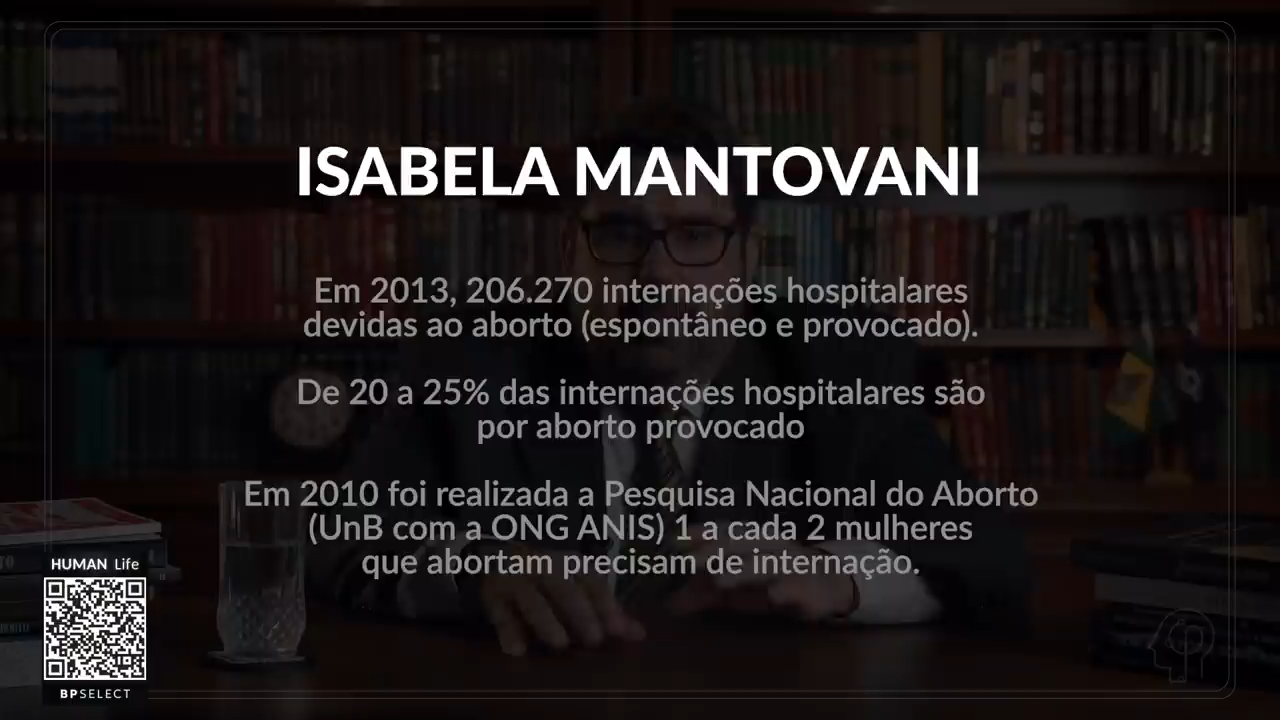 ISABELA MANTOVANI
Em 2013, 206.270 internações hospitalares
devidas ao aborto (espontâneo e provocado).
De 20 a 25% das internações hospitalares são
por aborto provocado
Em 2010 foi realizada a Pesquisa Nacional do Aborto
(UnB com a ONG ANIS) 1 a cada 2 mulheres
que abortam precisam de internação.
HUMAN Life
BPSELECT